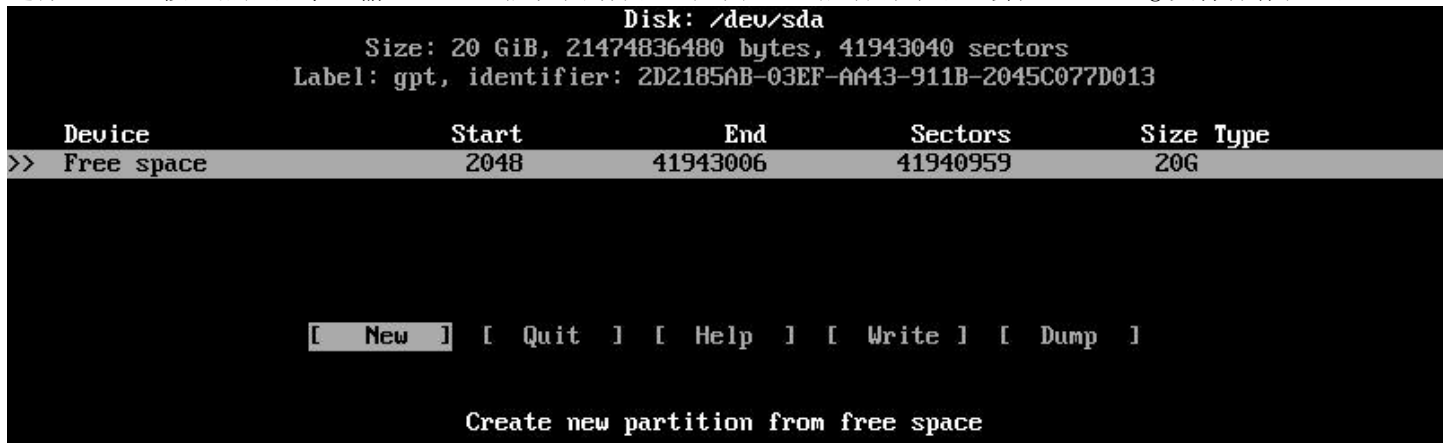 Disk: /dev/sda
Size: 20 GiB, 21474836480 bytes, 41943040 sectors
Label: gpt, identifier: 2D2185AB-03EF-AA43-911B-2045C077D013
Device Start End Sectors Size Type
>> Free space 2048 41943006 41940959 20G
[ New ] [ Quit ] [ Help ] [ Write ] [ Dump ]
Create new partition from free space